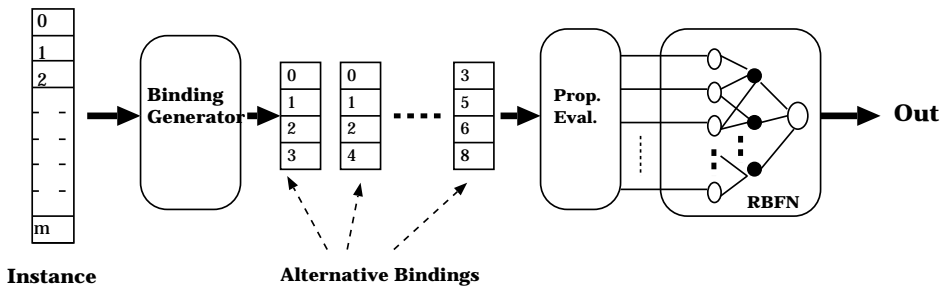 0
1
2
- -
- -
- -
- -
m
Instance
Binding
Generator
0
1
2
3
0
1
2
4
3
5
6
8
Alternative Bindings
Prop.
Eval.
RBFN
Out